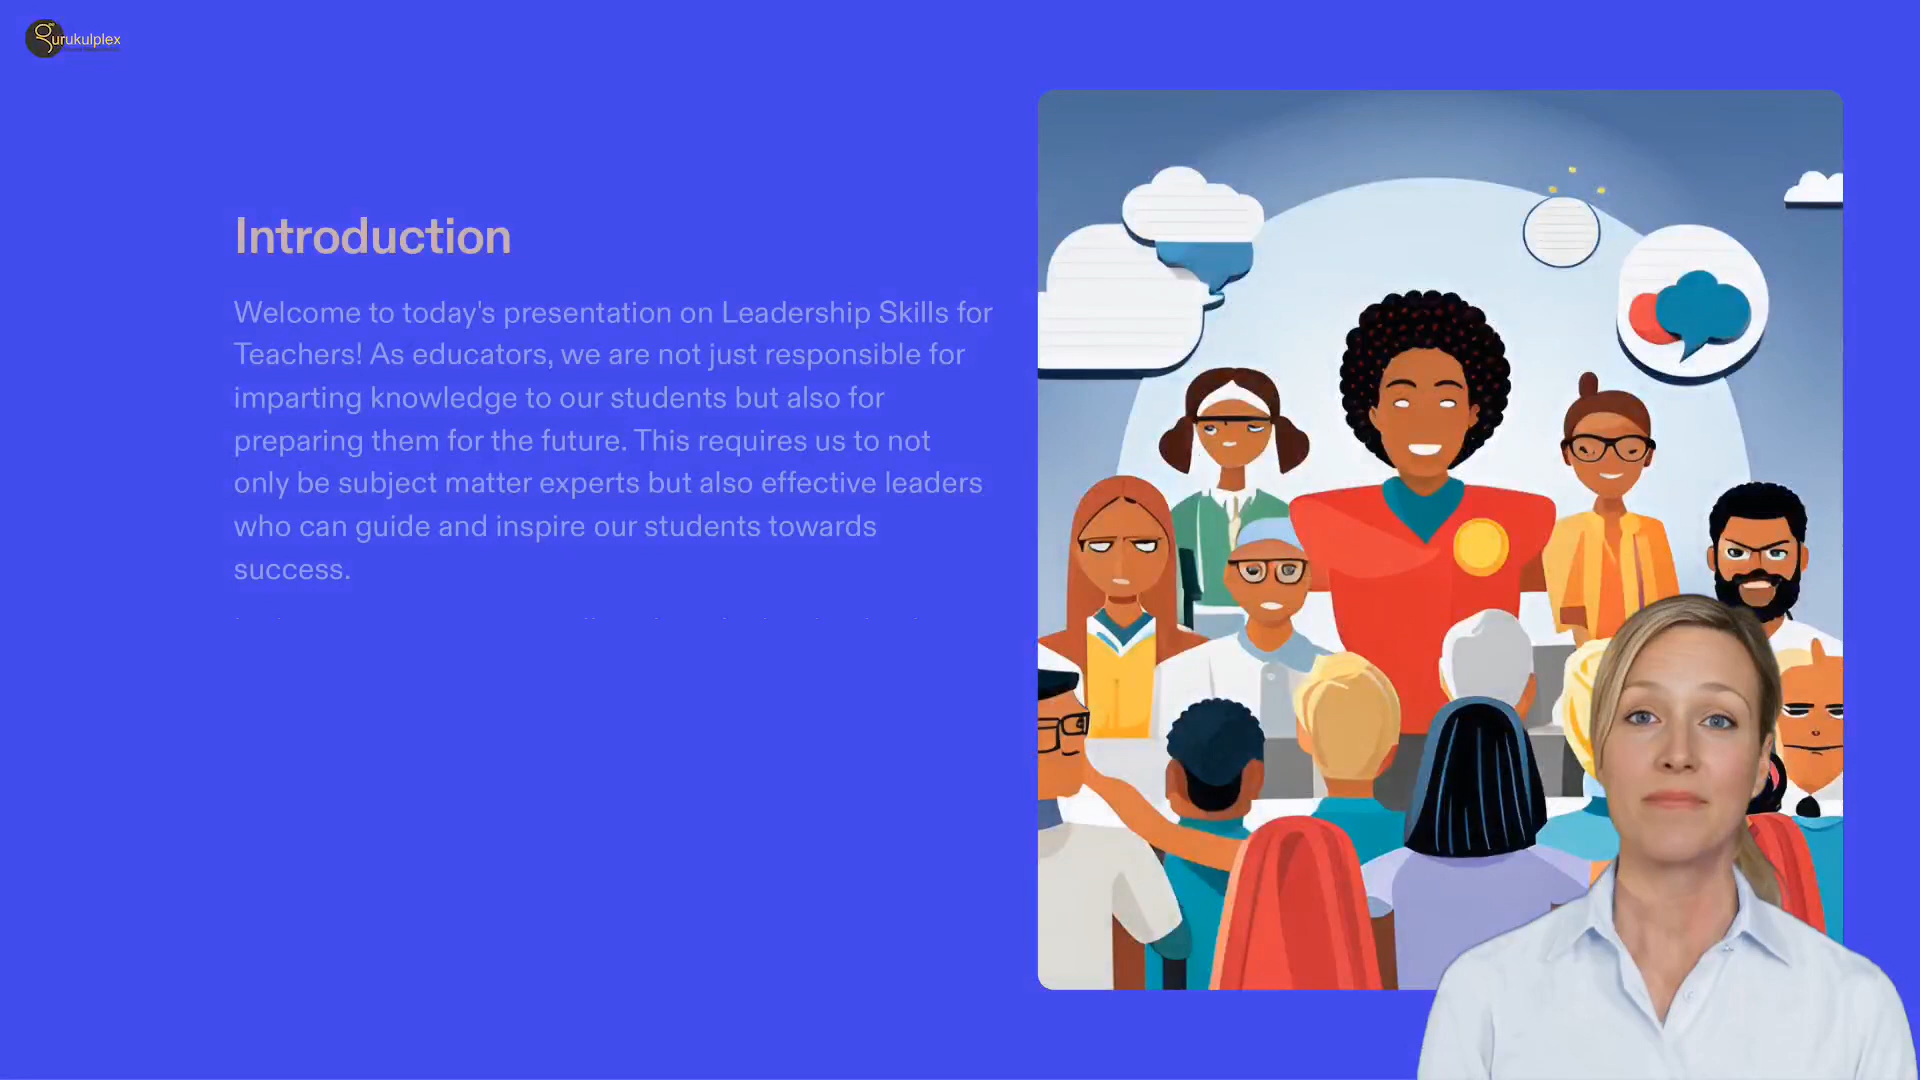 gurukulplex
Introduction
Welcome to today's presentation on Leadership Skills for
Teachers! As educators, we are not just responsible for
imparting knowledge to our students but also for
preparing them for the future. This requires us to not
only be subject matter experts but also effective leaders
who can guide and inspire our students towards
success.